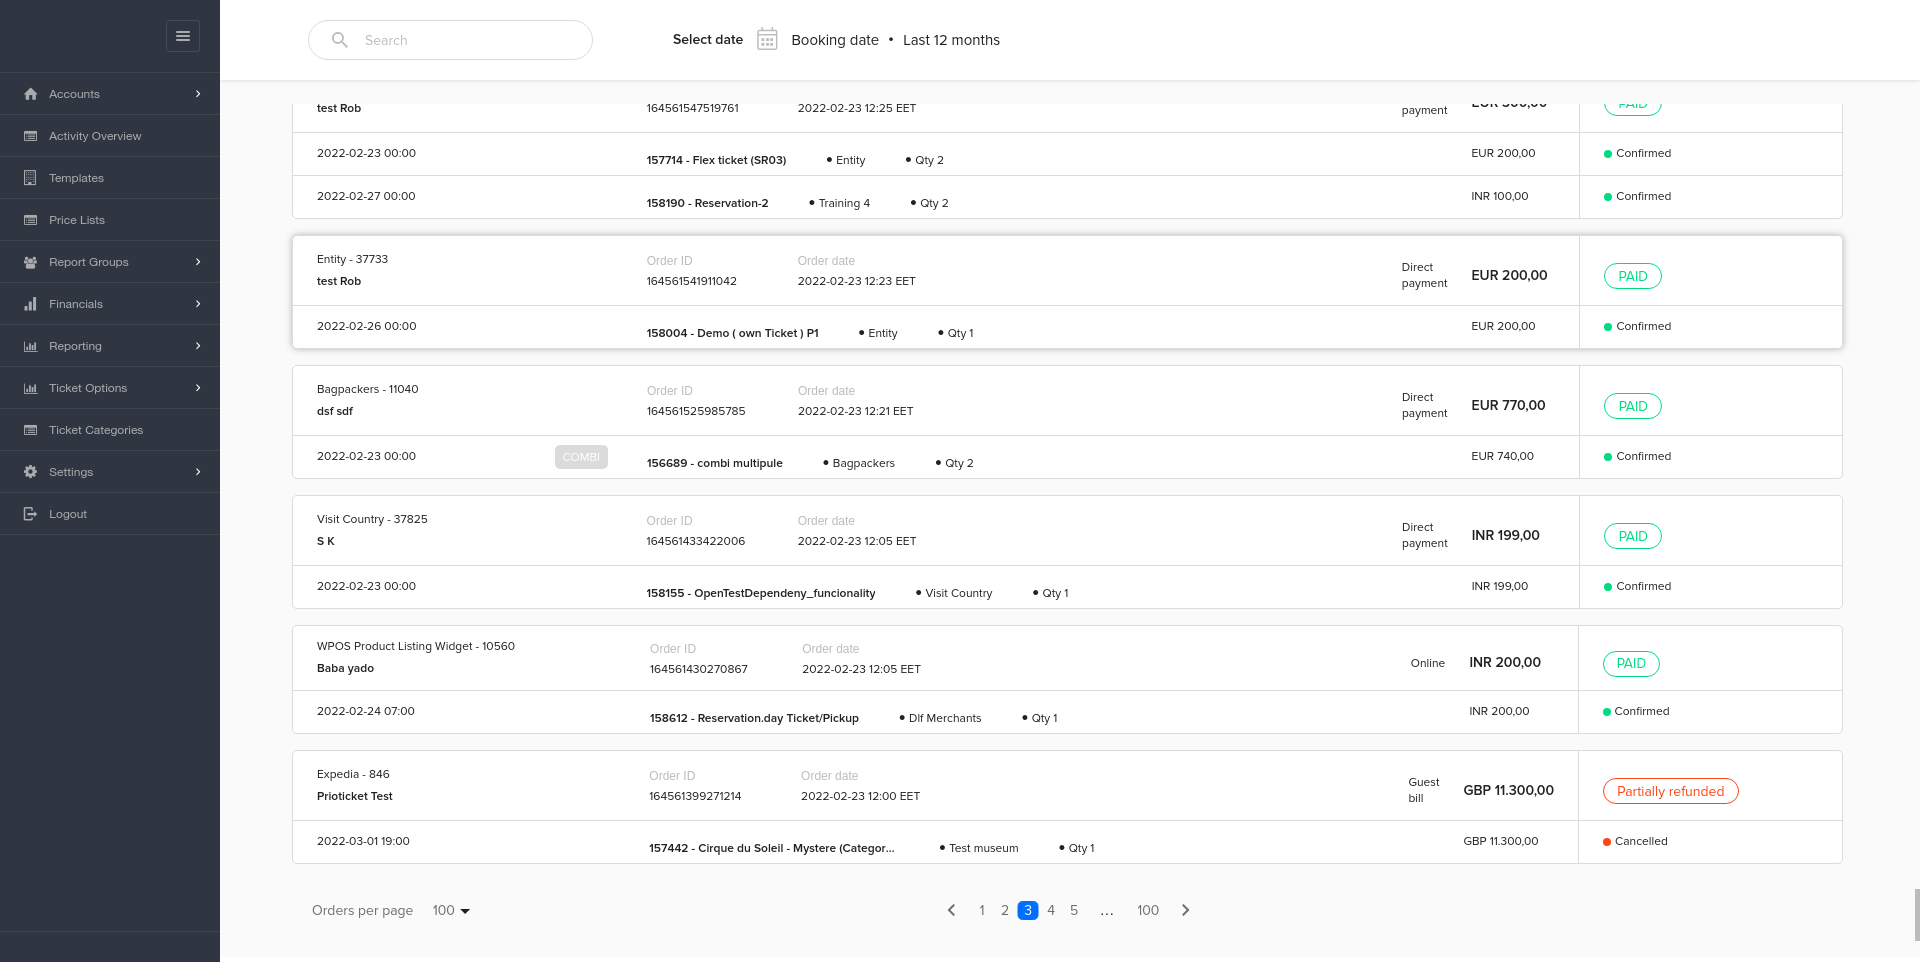 Search
Select date Booking date • Last 12 months
Accounts
Activity Overview
Templates
Price Lists
Report Groups
Financials
Reporting
Ticket Options
Ticket Categories
Settings
Logout
test Rob 164561547519761 2022-02-23 12:25 EET payment PAID
2022-02-23 00:00 157714 - Flex ticket (SR03) • Entity • Qty 2 EUR 200,00 Confirmed
2022-02-27 00:00 158190 - Reservation-2 • Training 4 • Qty 2 INR 100,00 Confirmed
Entity - 37733 Order ID Order date
test Rob 164561541911042 2022-02-23 12:23 EET Direct payment EUR 200,00 PAID
2022-02-26 00:00 158004 - Demo ( own Ticket ) P1 • Entity • Qty 1 EUR 200,00 Confirmed
Bagpackers - 11040 Order ID Order date
dsf sdf 164561525985785 2022-02-23 12:21 EET Direct payment EUR 770,00 PAID
2022-02-23 00:00 COMBI 156689 - combi multipule • Bagpackers • Qty 2 EUR 740,00 Confirmed
Visit Country - 37825 Order ID Order date
S K 164561433422006 2022-02-23 12:05 EET Direct payment INR 199,00 PAID
2022-02-23 00:00 158155 - OpenTestDependeny_funcionality • Visit Country • Qty 1 INR 199,00 Confirmed
WPOS Product Listing Widget - 10560 Order ID Order date
Baba yado 164561430270867 2022-02-23 12:05 EET Online INR 200,00 PAID
2022-02-24 07:00 158612 - Reservation.day Ticket/Pickup • Dlf Merchants • Qty 1 INR 200,00 Confirmed
Expedia - 846 Order ID Order date
Prioticket Test 164561399271214 2022-02-23 12:00 EET Guest bill GBP 11.300,00 Partially refunded
2022-03-01 19:00 157442 - Cirque du Soleil - Mystere (Categor... • Test museum • Qty 1 GBP 11.300,00 Cancelled
Orders per page 100 1 2 3 4 5 ... 100